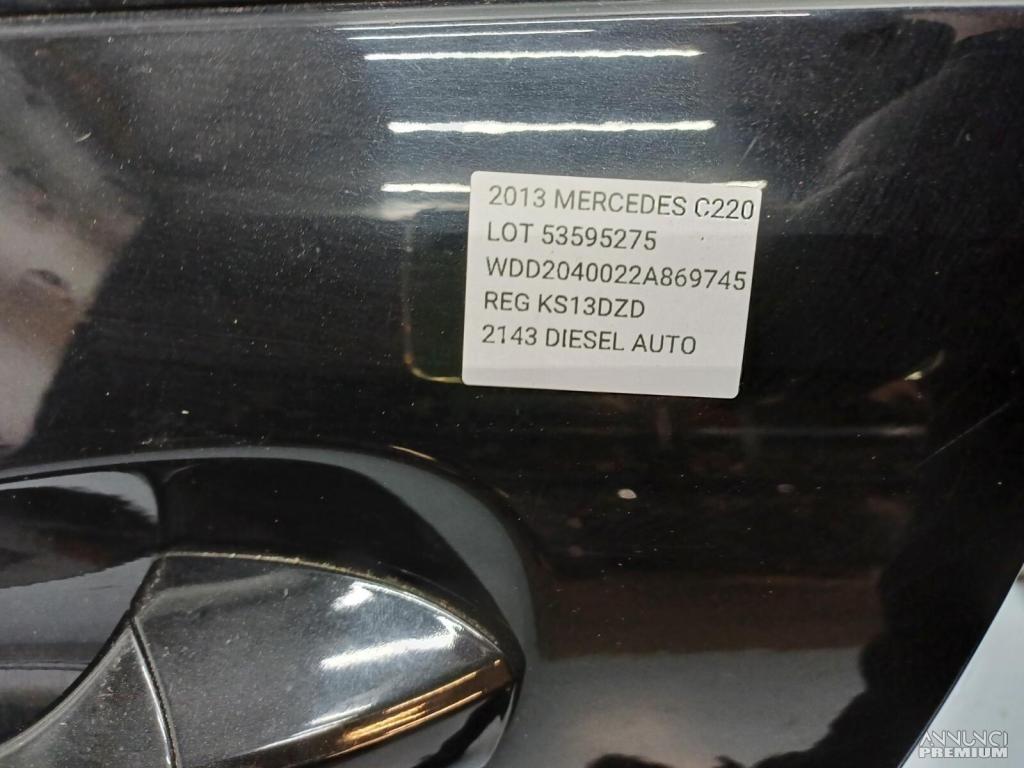 2013 MERCEDES C220
LOT 53595275
WDD2040022A869745
REG KS13DZD
2143 DIESEL AUTO
ANNUNCI
PREMIUM